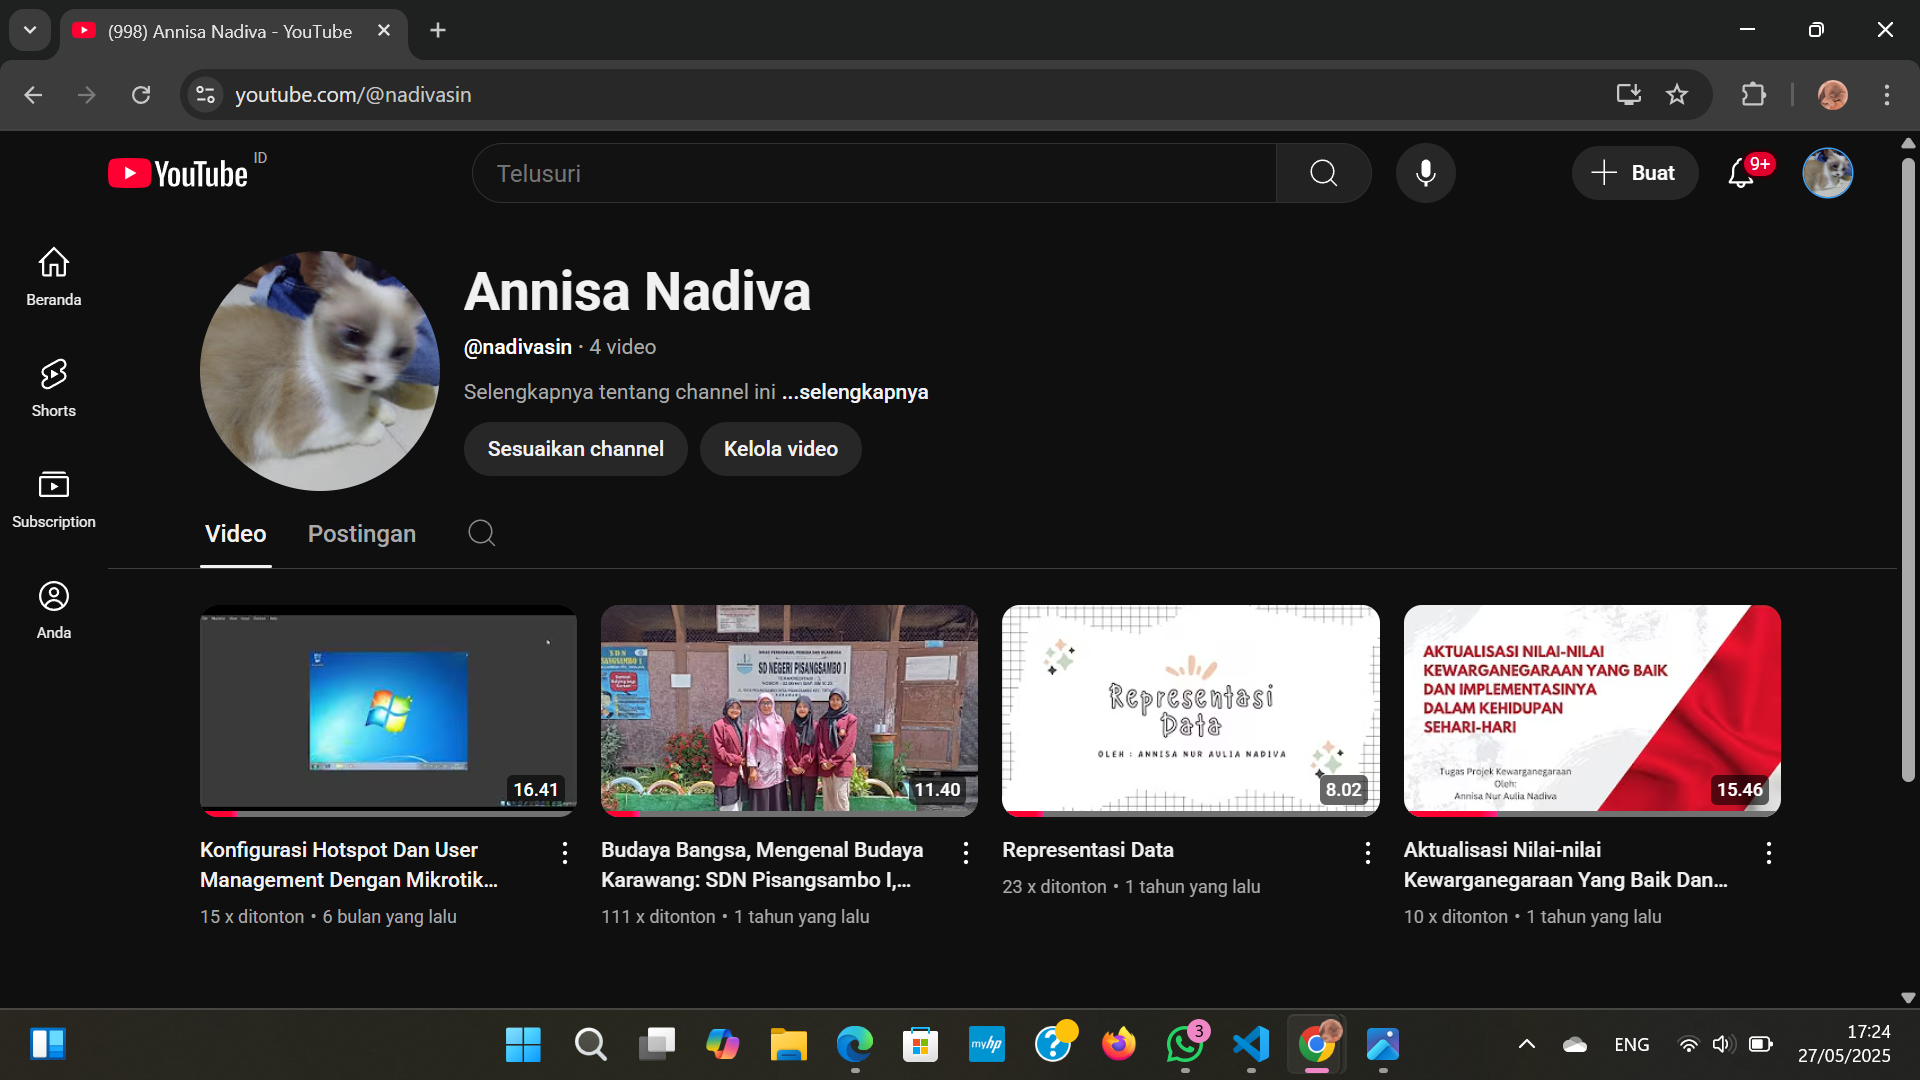 (998) Annisa Nadiva - YouTube
youtube.com/@nadivasin
YouTube ID
Telusuri
Buat
9+
Beranda
Shorts
Subscription
Anda
Annisa Nadiva
@nadivasin · 4 video
Selengkapnya tentang channel ini ...selengkapnya
Sesuaikan channel
Kelola video
Video
Postingan
16.41
Konfigurasi Hotspot Dan User
Management Dengan Mikrotik...
15 x ditonton • 6 bulan yang lalu
SD NEGERI PISANGSAMBO I
11.40
Budaya Bangsa, Mengenal Budaya
Karawang: SDN Pisangsambo I,...
111 x ditonton • 1 tahun yang lalu
Representasi
Data
OLEH : ANNISA NUR AULIA NADIVA
8.02
Representasi Data
23 x ditonton • 1 tahun yang lalu
AKTUALISASI NILAI-NILAI
KEWARGANEGARAAN YANG BAIK
DAN IMPLEMENTASINYA
DALAM KEHIDUPAN
SEHARI-HARI
Tugas Projek Kewarganegaraan
Oleh:
Annisa Nur Aulia Nadiva
15.46
Aktualisasi Nilai-nilai
Kewarganegaraan Yang Baik Dan...
10 x ditonton • 1 tahun yang lalu
myhp
3
ENG
17:24
27/05/2025